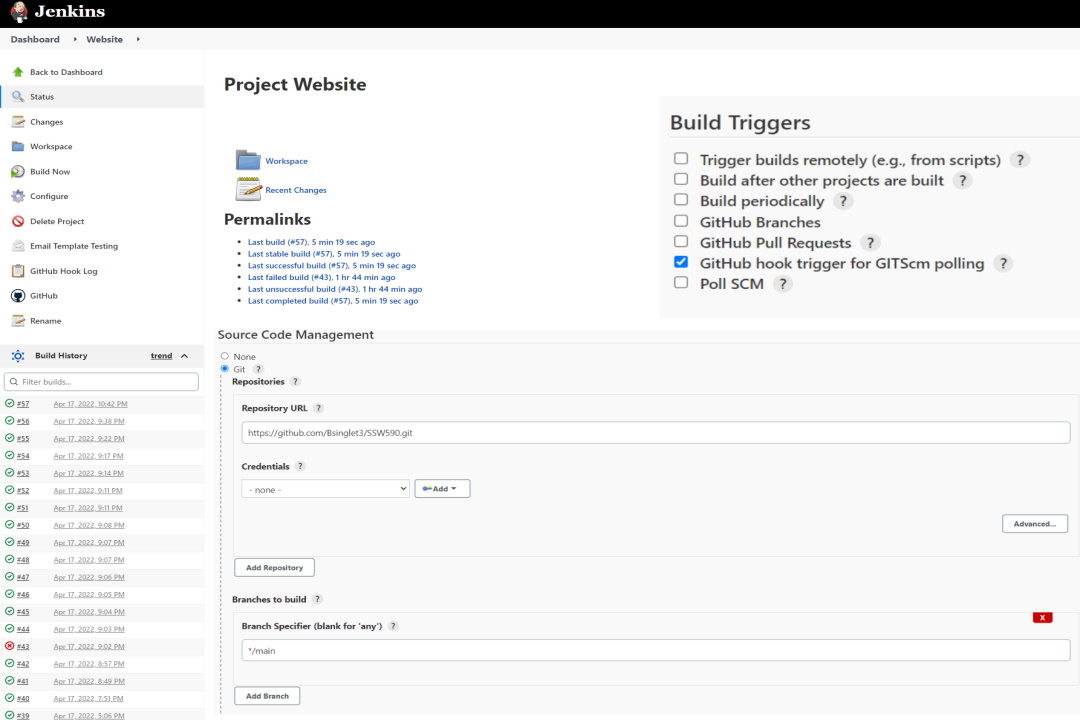 Jenkins
Dashboard
Website
Back to Dashboard
Status
Changes
Workspace
Build Now
Configure
Delete Project
Email Template Testing
GitHub Hook Log
GitHub
Rename
Build History trend
Filter builds...
#57 Apr 17, 2022, 10:42 PM
#56 Apr 17, 2022, 9:38 PM
#55 Apr 17, 2022, 9:22 PM
#54 Apr 17, 2022, 9:17 PM
#53 Apr 17, 2022, 9:14 PM
#52 Apr 17, 2022, 9:11 PM
#51 Apr 17, 2022, 9:11 PM
#50 Apr 17, 2022, 9:08 PM
#49 Apr 17, 2022, 9:07 PM
#48 Apr 17, 2022, 9:07 PM
#47 Apr 17, 2022, 9:06 PM
#46 Apr 17, 2022, 9:05 PM
#45 Apr 17, 2022, 9:04 PM
#44 Apr 17, 2022, 9:03 PM
#43 Apr 17, 2022, 9:02 PM
#42 Apr 17, 2022, 8:57 PM
#41 Apr 17, 2022, 8:49 PM
#40 Apr 17, 2022, 7:51 PM
#39 Apr 17, 2022, 5:06 PM
Project Website
Workspace
Recent Changes
Permalinks
Last build (#57), 5 min 19 sec ago
Last stable build (#57), 5 min 19 sec ago
Last successful build (#57), 5 min 19 sec ago
Last failed build (#43), 1 hr 44 min ago
Last unsuccessful build (#43), 1 hr 44 min ago
Last completed build (#57), 5 min 19 sec ago
Build Triggers
Trigger builds remotely (e.g., from scripts) ?
Build after other projects are built ?
Build periodically ?
GitHub Branches
GitHub Pull Requests ?
GitHub hook trigger for GITScm polling ?
Poll SCM ?
Source Code Management
None
Git ?
Repositories ?
Repository URL ?
https://github.com/Bsinglet3/SSW590.git
Credentials ?
- none -
Add
Advanced...
Add Repository
Branches to build ?
X
Branch Specifier (blank for 'any') ?
*/main
Add Branch